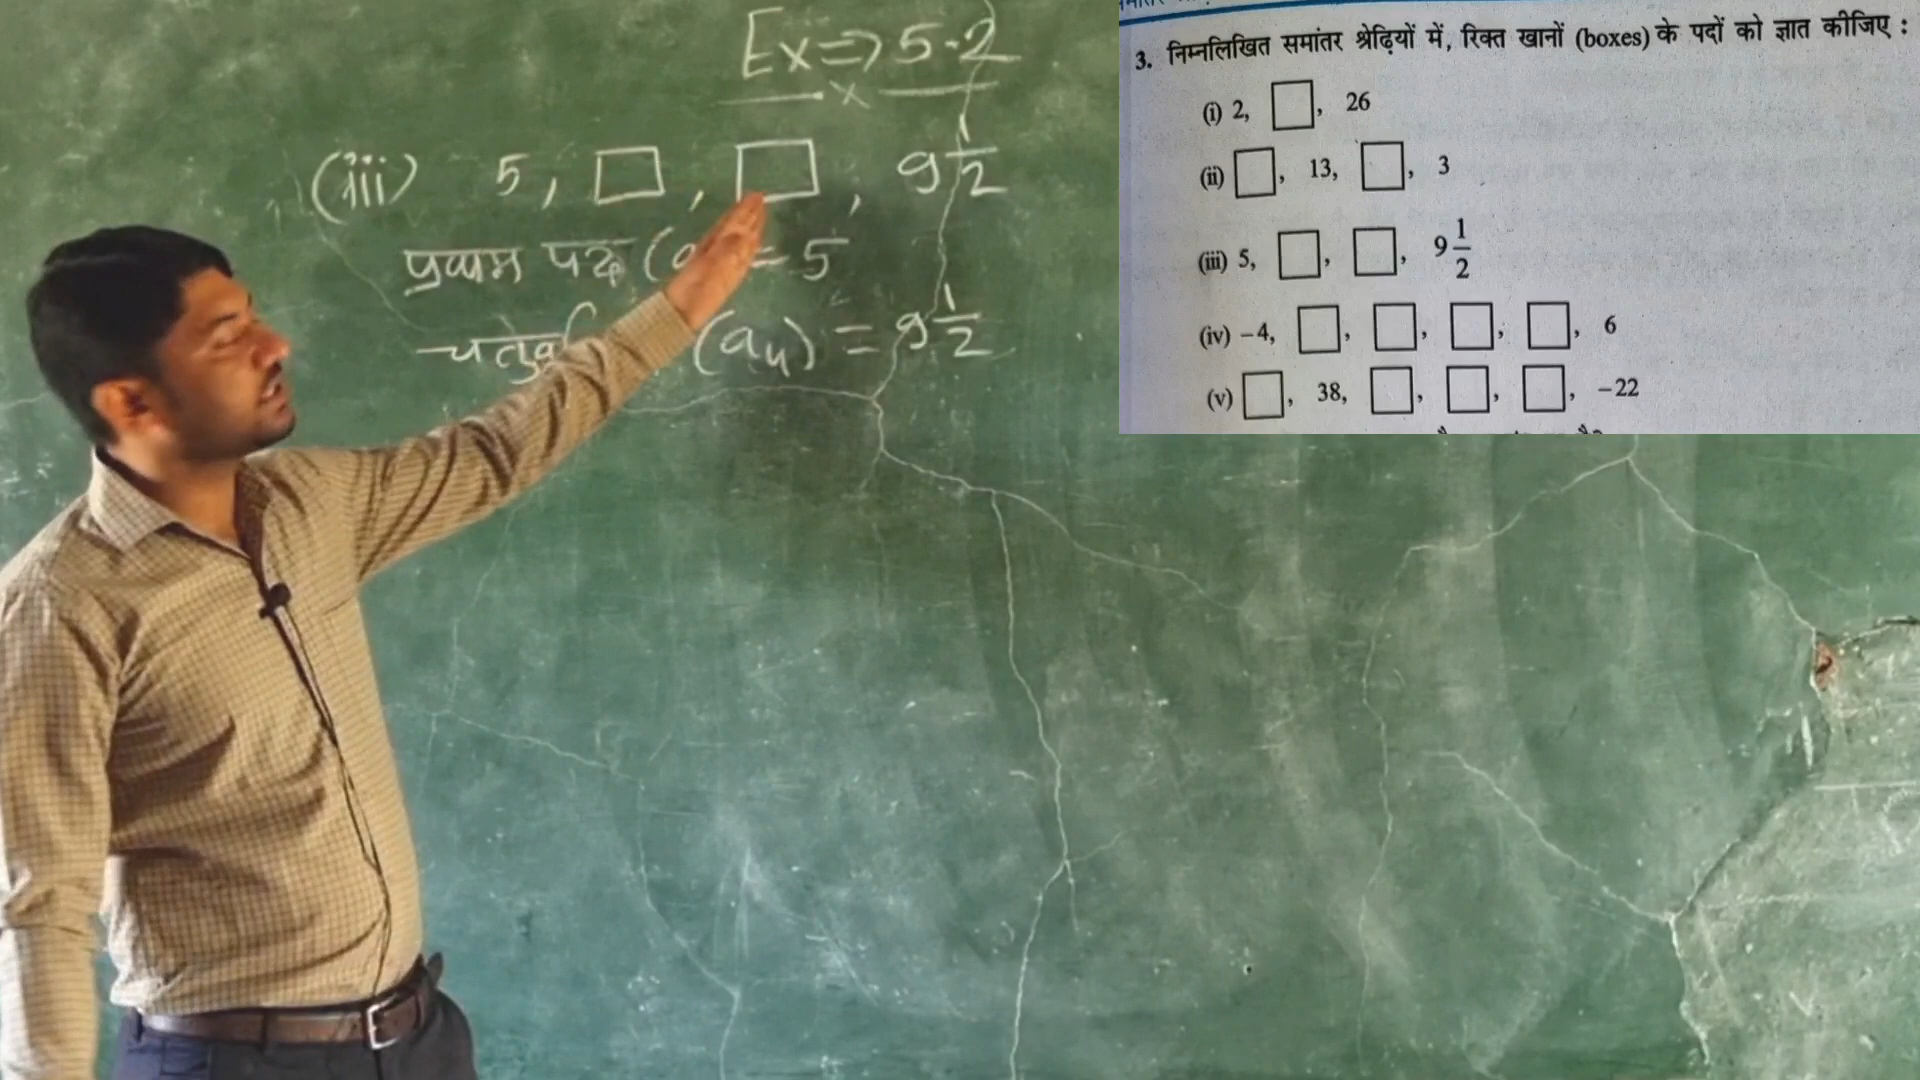 Ex⇒5.2
(iii) 5, □, □, 9 1/2
प्रथम पद (a = 5
(a₄) = 9 1/2
3. निम्नलिखित समांतर श्रेढ़ियों में, रिक्त खानों (boxes) के पदों को ज्ञात कीजिए :
(i) 2, □, 26
(ii) □, 13, □, 3
(iii) 5, □, □, 9 1/2
(iv) −4, □, □, □, □, 6
(v) □, 38, □, □, □, −22